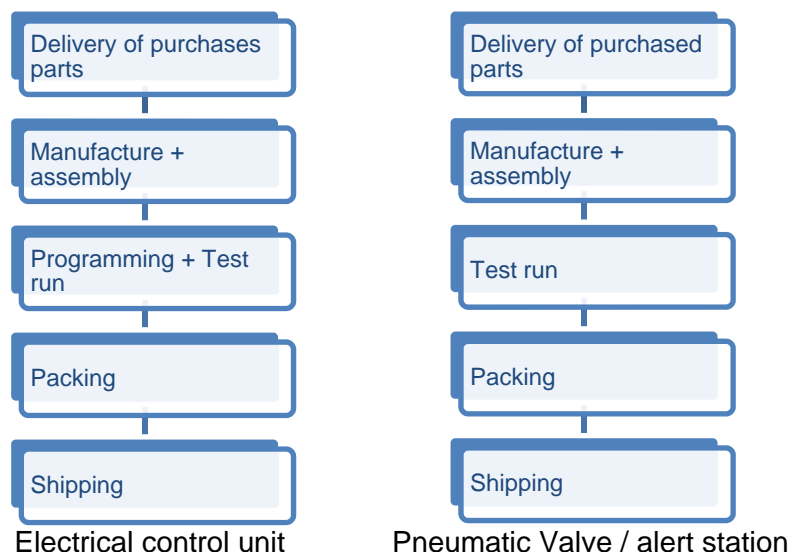 Delivery of purchases
parts
Manufacture +
assembly
Programming + Test
run
Packing
Shipping
Electrical control unit
Delivery of purchased
parts
Manufacture +
assembly
Test run
Packing
Shipping
Pneumatic Valve / alert station